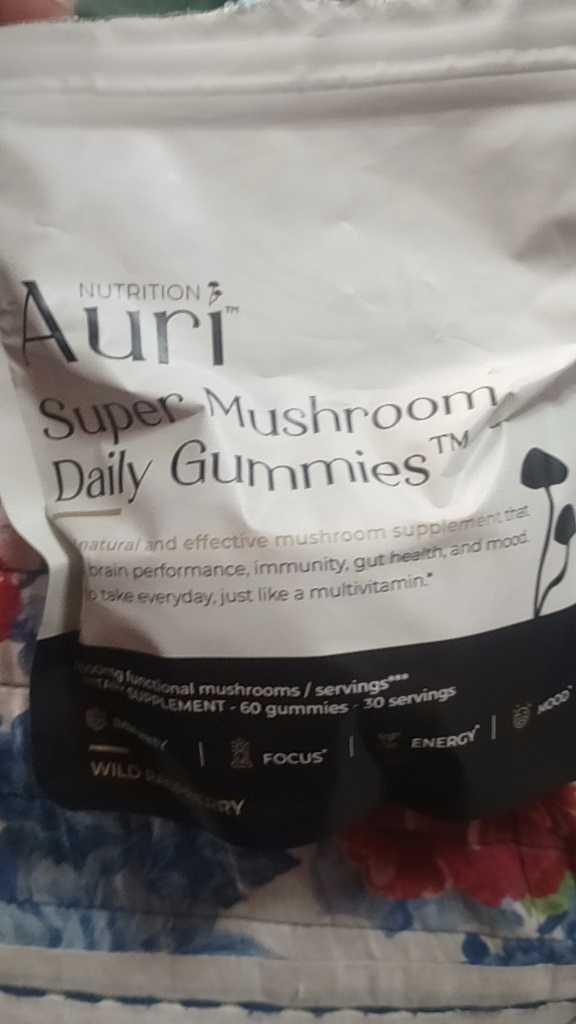 NUTRITION
Auri™
Super Mushroom
Daily Gummies™
natural and effective mushroom supplement that
brain performance, immunity, gut health, and mood.
to take everyday, just like a multivitamin.*
functional mushrooms / servings***
SUPPLEMENT - 60 gummies - 30 servings
| FOCUS* | ENERGY* | MOOD*
WILD RASPBERRY